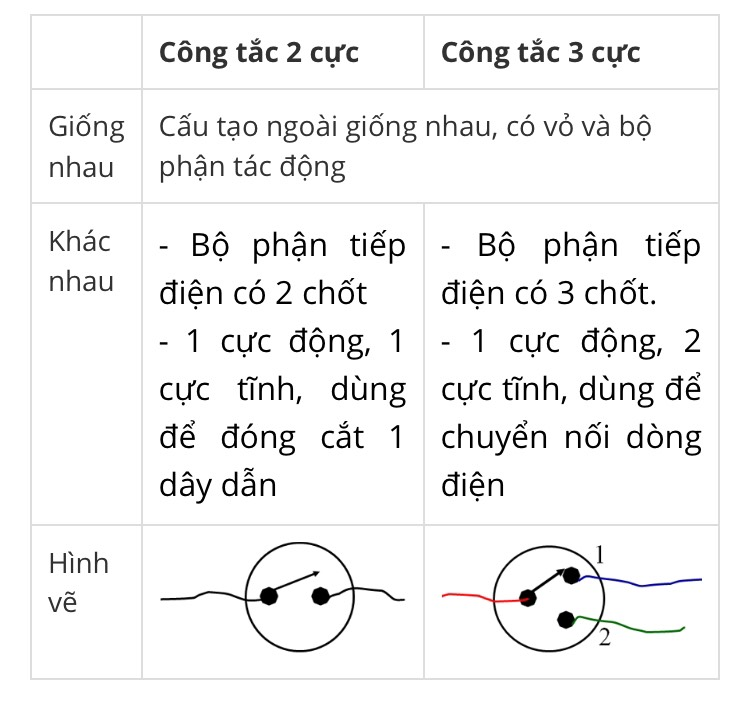 Công tắc 2 cực
Công tắc 3 cực
Giống nhau
Cấu tạo ngoài giống nhau, có vỏ và bộ
phận tác động
Khác nhau
- Bộ phận tiếp
điện có 2 chốt
- 1 cực động, 1
cực tĩnh, dùng
để đóng cắt 1
dây dẫn
- Bộ phận tiếp
điện có 3 chốt.
- 1 cực động, 2
cực tĩnh, dùng để
chuyển nối dòng
điện
Hình vẽ
1
2